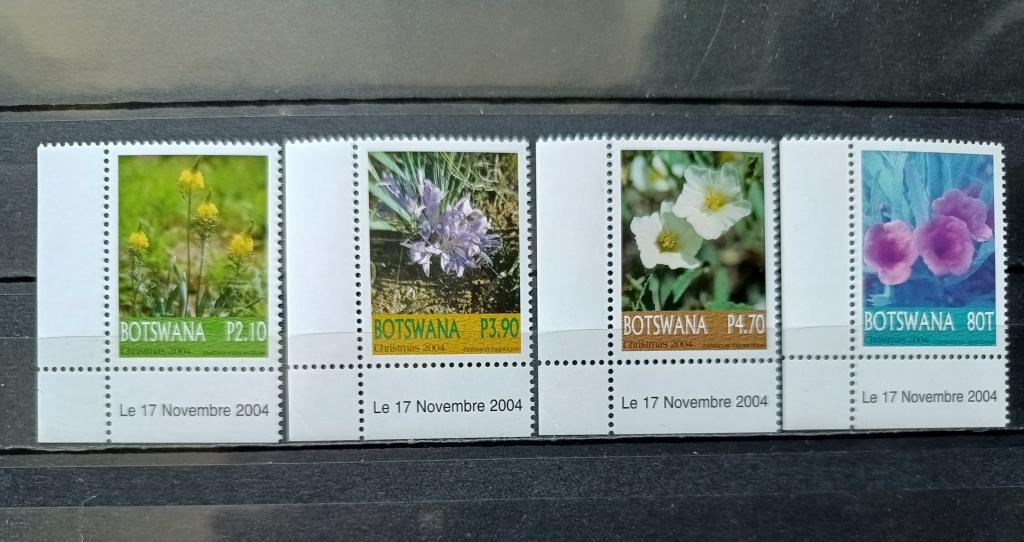 BOTSWANA P2.10
Christmas 2004
Le 17 Novembre 2004
BOTSWANA P3.90
Christmas 2004
Le 17 Novembre 2004
BOTSWANA P4.70
Christmas 2004
Le 17 Novembre 2004
BOTSWANA 80T
Christmas 2004
Le 17 Novembre 2004